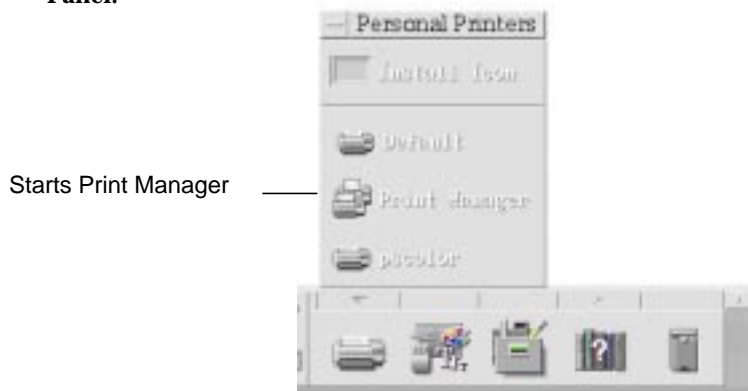 Panel.
Personal Printers
Install Icon
Default
Starts Print Manager
Print Manager
pscolor
?